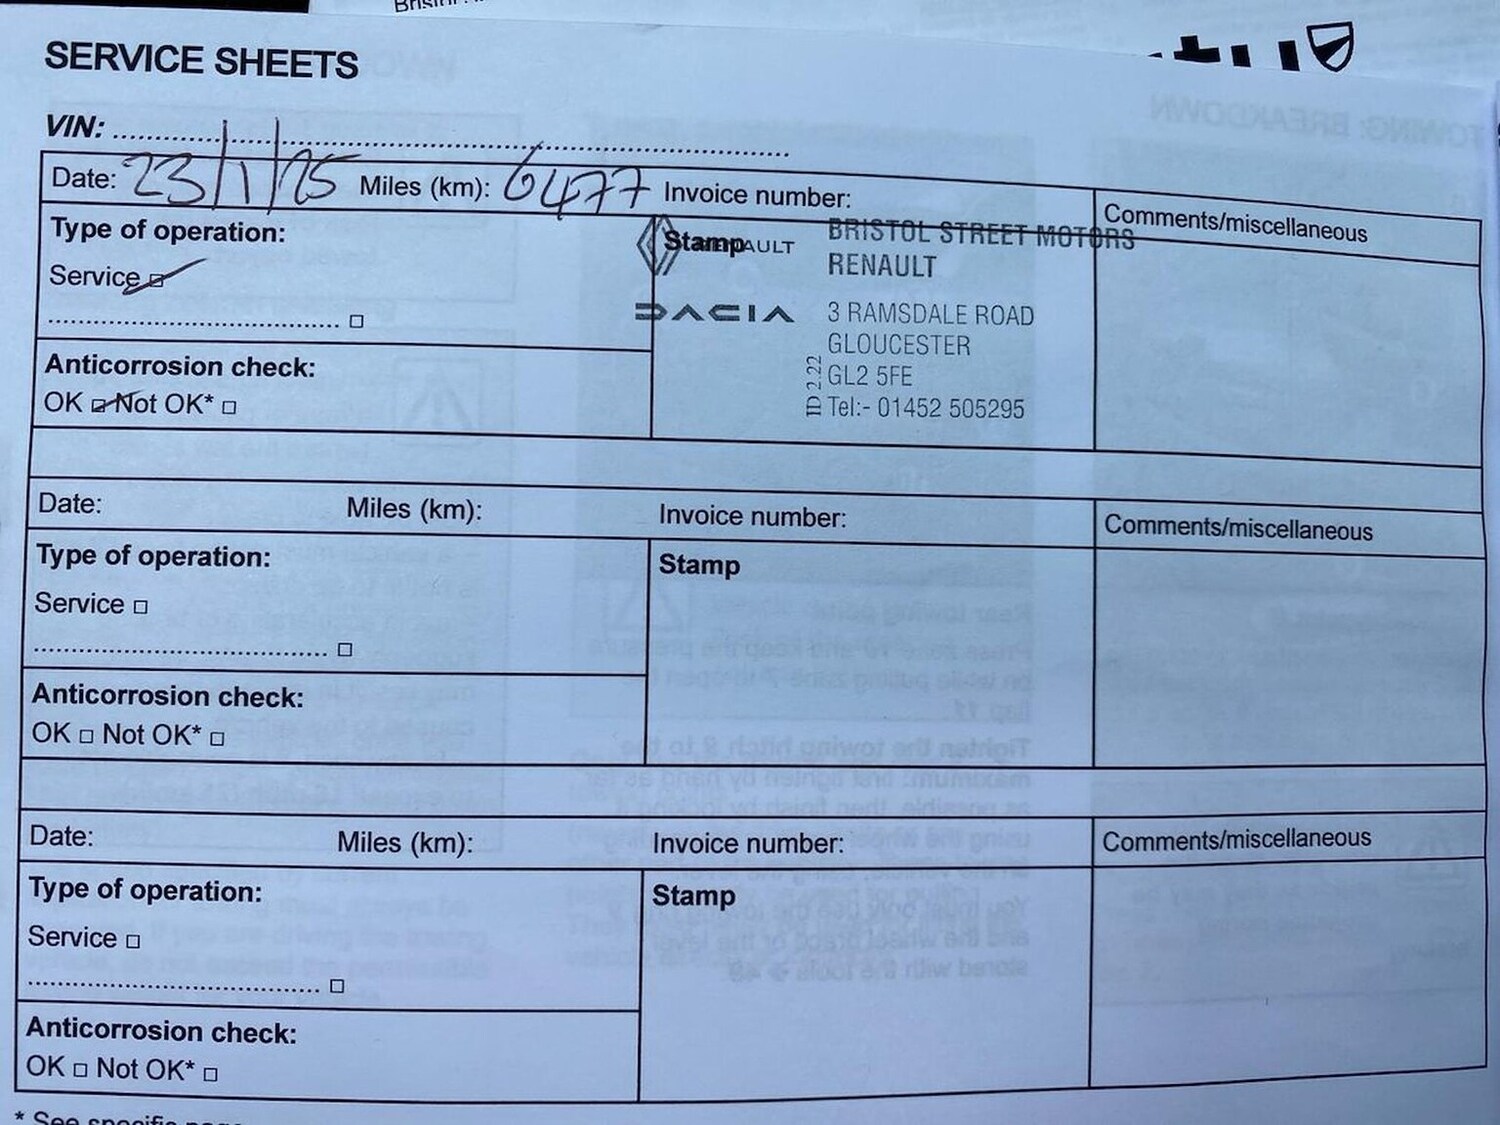 SERVICE SHEETS
VIN: ............................................................
Date: 23/1/25 Miles (km): 6477 Invoice number:
Comments/miscellaneous
Type of operation:
Stamp
RENAULT
BRISTOL STREET MOTORS
RENAULT
Service ☑
DACIA
3 RAMSDALE ROAD
GLOUCESTER
GL2 5FE
Tel:- 01452 505295
ID 2.22
................................ □
Anticorrosion check:
OK ☑ Not OK* □
Date: Miles (km): Invoice number:
Comments/miscellaneous
Type of operation:
Stamp
Service □
................................ □
Anticorrosion check:
OK □ Not OK* □
Date: Miles (km): Invoice number:
Comments/miscellaneous
Type of operation:
Stamp
Service □
................................ □
Anticorrosion check:
OK □ Not OK* □
* See specific page